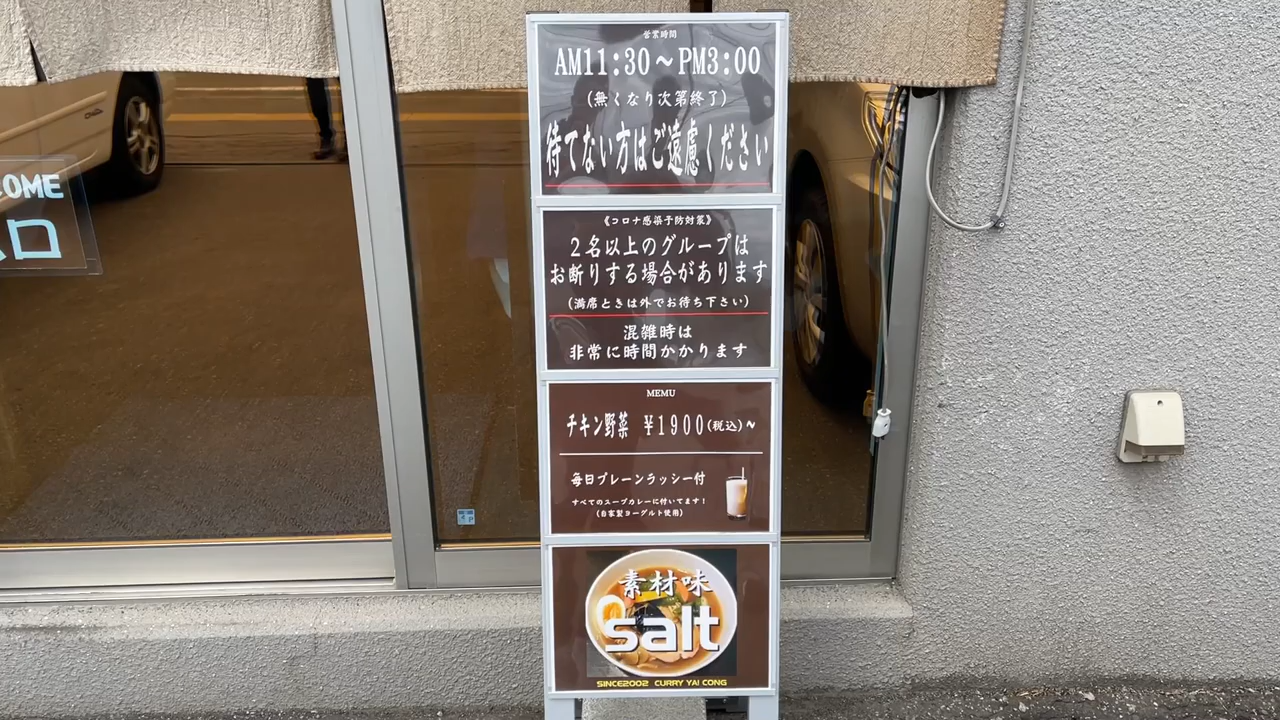 営業時間
AM11:30～PM3:00
(無くなり次第終了)
待てない方はご遠慮ください
《コロナ感染予防対策》
2名以上のグループは
お断りする場合があります
(満席ときは外でお待ち下さい)
混雑時は
非常に時間かかります
MEMU
チキン野菜 ¥1900(税込)~
毎日プレーンラッシー付
すべてのスープカレーに付いてます!
(自家製ヨーグルト使用)
素材味
salt
SINCE2002 CURRY YAI CONG
COME
口
P